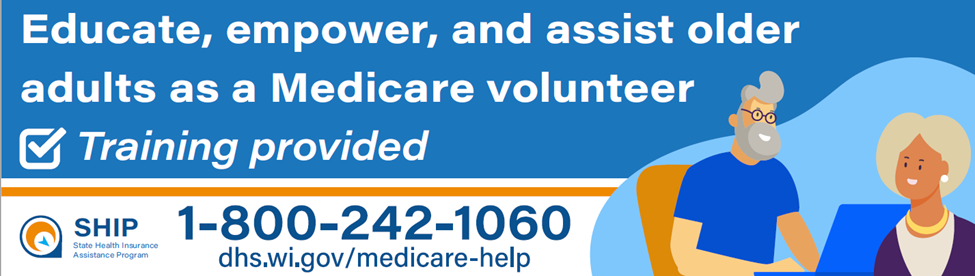 Educate, empower, and assist older
adults as a Medicare volunteer
Training provided
SHIP
State Health Insurance
Assistance Program
1-800-242-1060
dhs.wi.gov/medicare-help